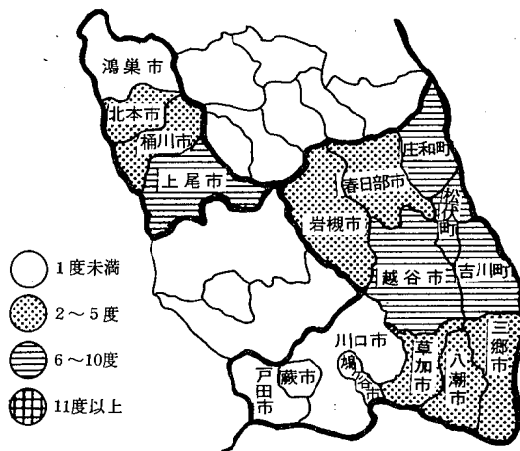 鴻巣市
北本市
桶川市
上尾市
庄和町
春日部市
松伏町
岩槻市
越谷市
吉川町
川口市
鳩ヶ谷市
草加市
八潮市
三郷市
戸田市
蕨市
1度未満
2〜5度
6〜10度
11度以上